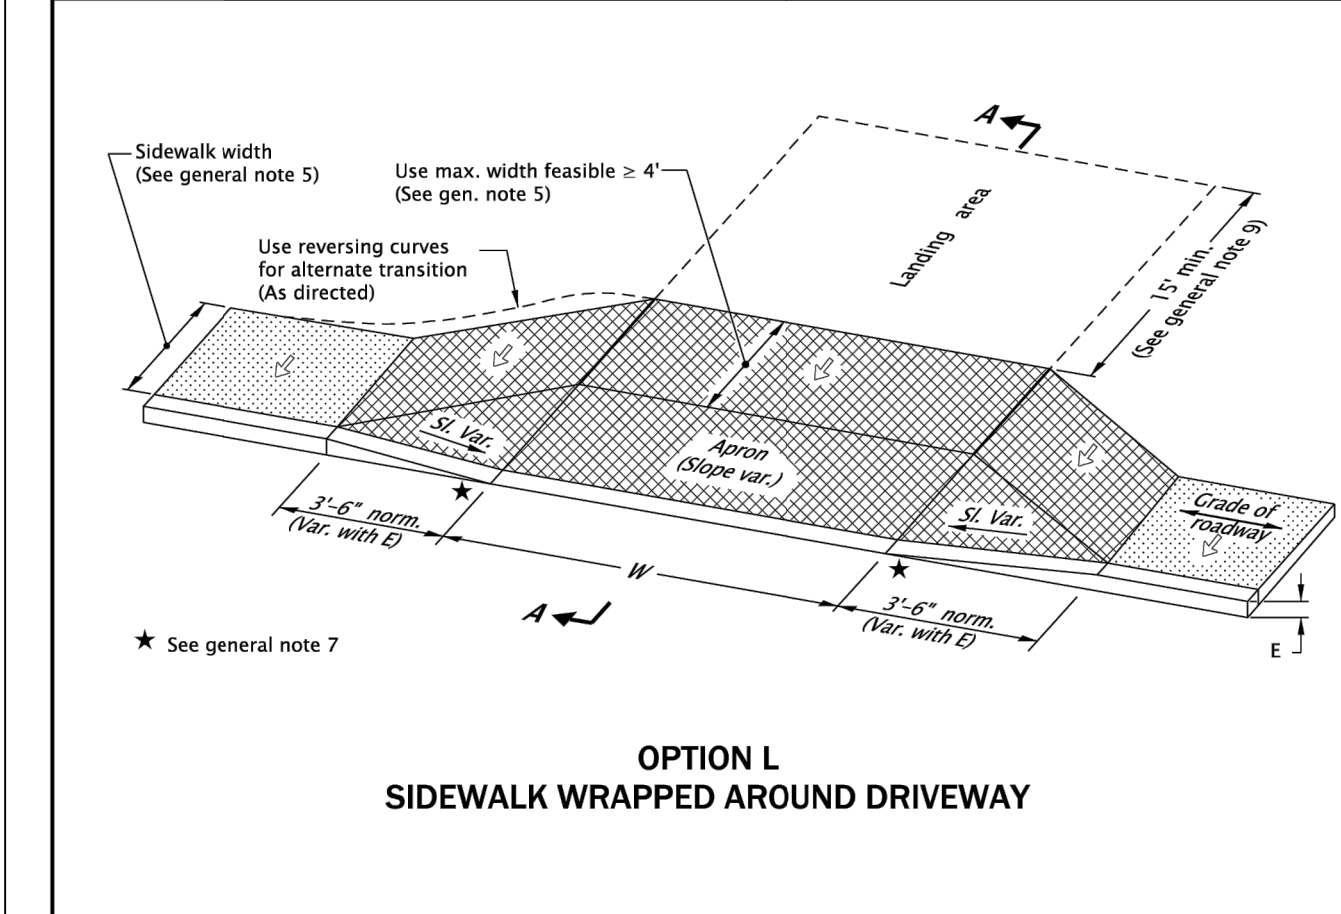 A
Sidewalk width
(See general note 5)
Use max. width feasible ≥ 4'
(See gen. note 5)
Landing area
15' min.
(See general note 9)
Use reversing curves
for alternate transition
(As directed)
Sl. Var.
Apron
(Slope var.)
Sl. Var.
Grade of
roadway
3'-6" norm.
(Var. with E)
W
3'-6" norm.
(Var. with E)
A
E
★ See general note 7
OPTION L
SIDEWALK WRAPPED AROUND DRIVEWAY